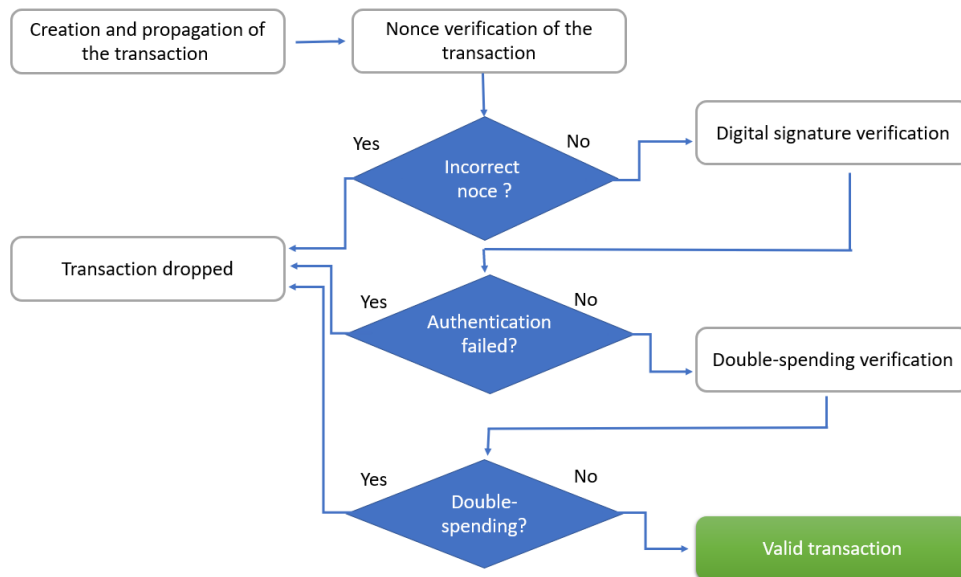 Creation and propagation of
the transaction
Nonce verification of the
transaction
Yes
No
Incorrect
noce ?
Digital signature verification
Transaction dropped
Yes
No
Authentication
failed?
Double-spending verification
Yes
No
Double-
spending?
Valid transaction